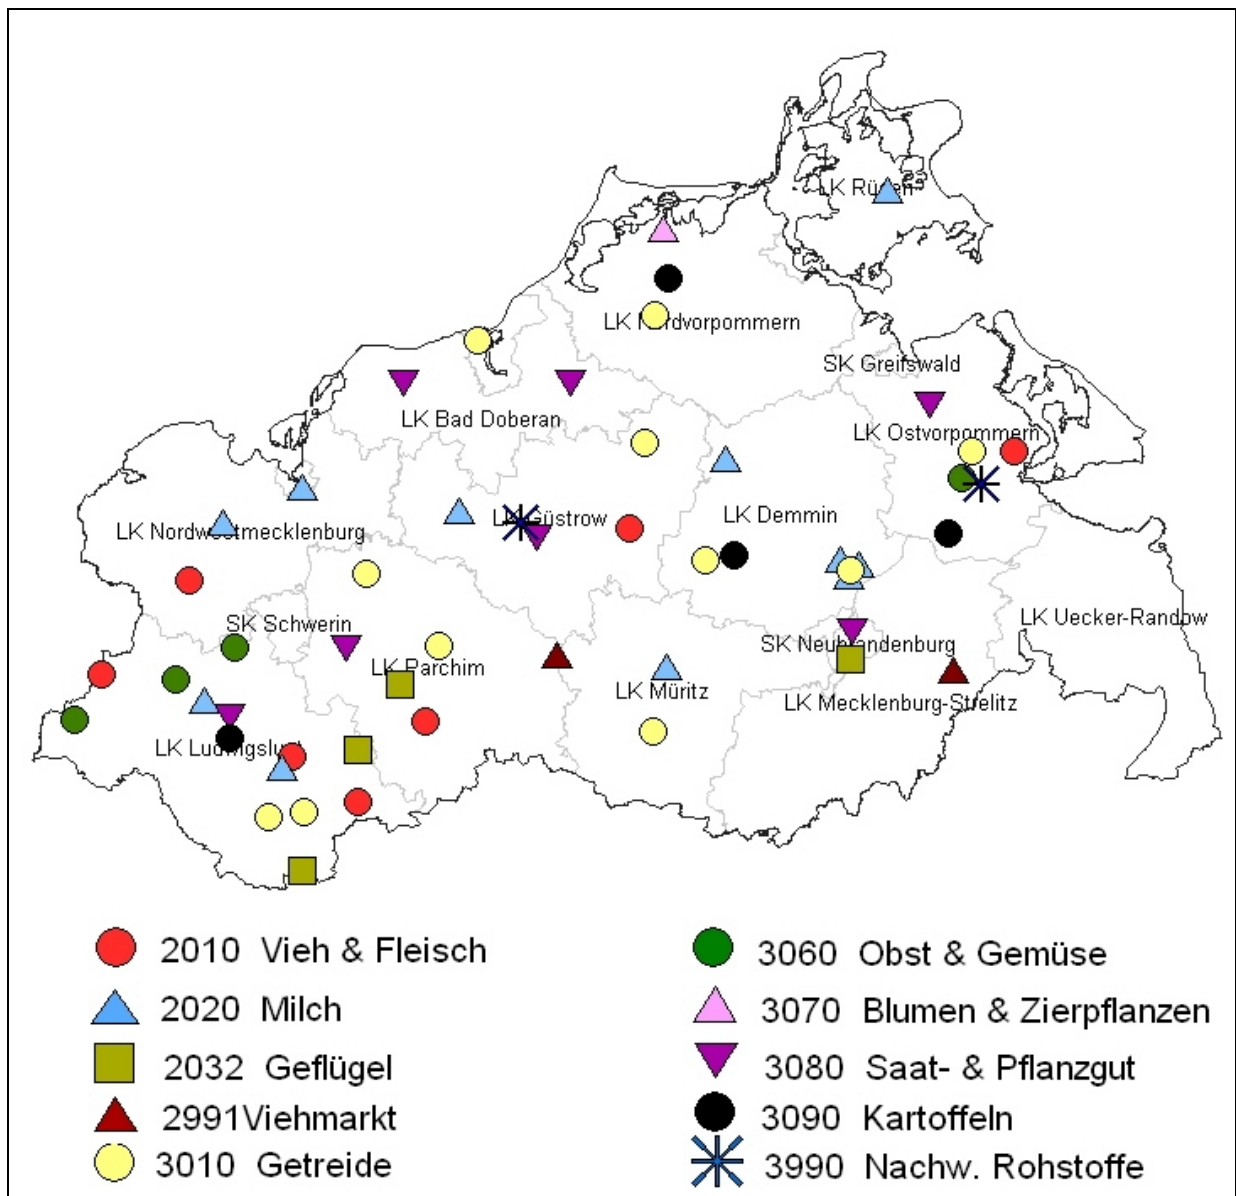 LK Rügen
LK Nordvorpommern
SK Greifswald
LK Bad Doberan
LK Ostvorpommern
LK Nordwestmecklenburg
LK Güstrow
LK Demmin
SK Schwerin
LK Uecker-Randow
SK Neubrandenburg
LK Parchim
LK Müritz
LK Mecklenburg-Strelitz
LK Ludwigslust
2010 Vieh & Fleisch
2020 Milch
2032 Geflügel
2991Viehmarkt
3010 Getreide
3060 Obst & Gemüse
3070 Blumen & Zierpflanzen
3080 Saat- & Pflanzgut
3090 Kartoffeln
3990 Nachw. Rohstoffe